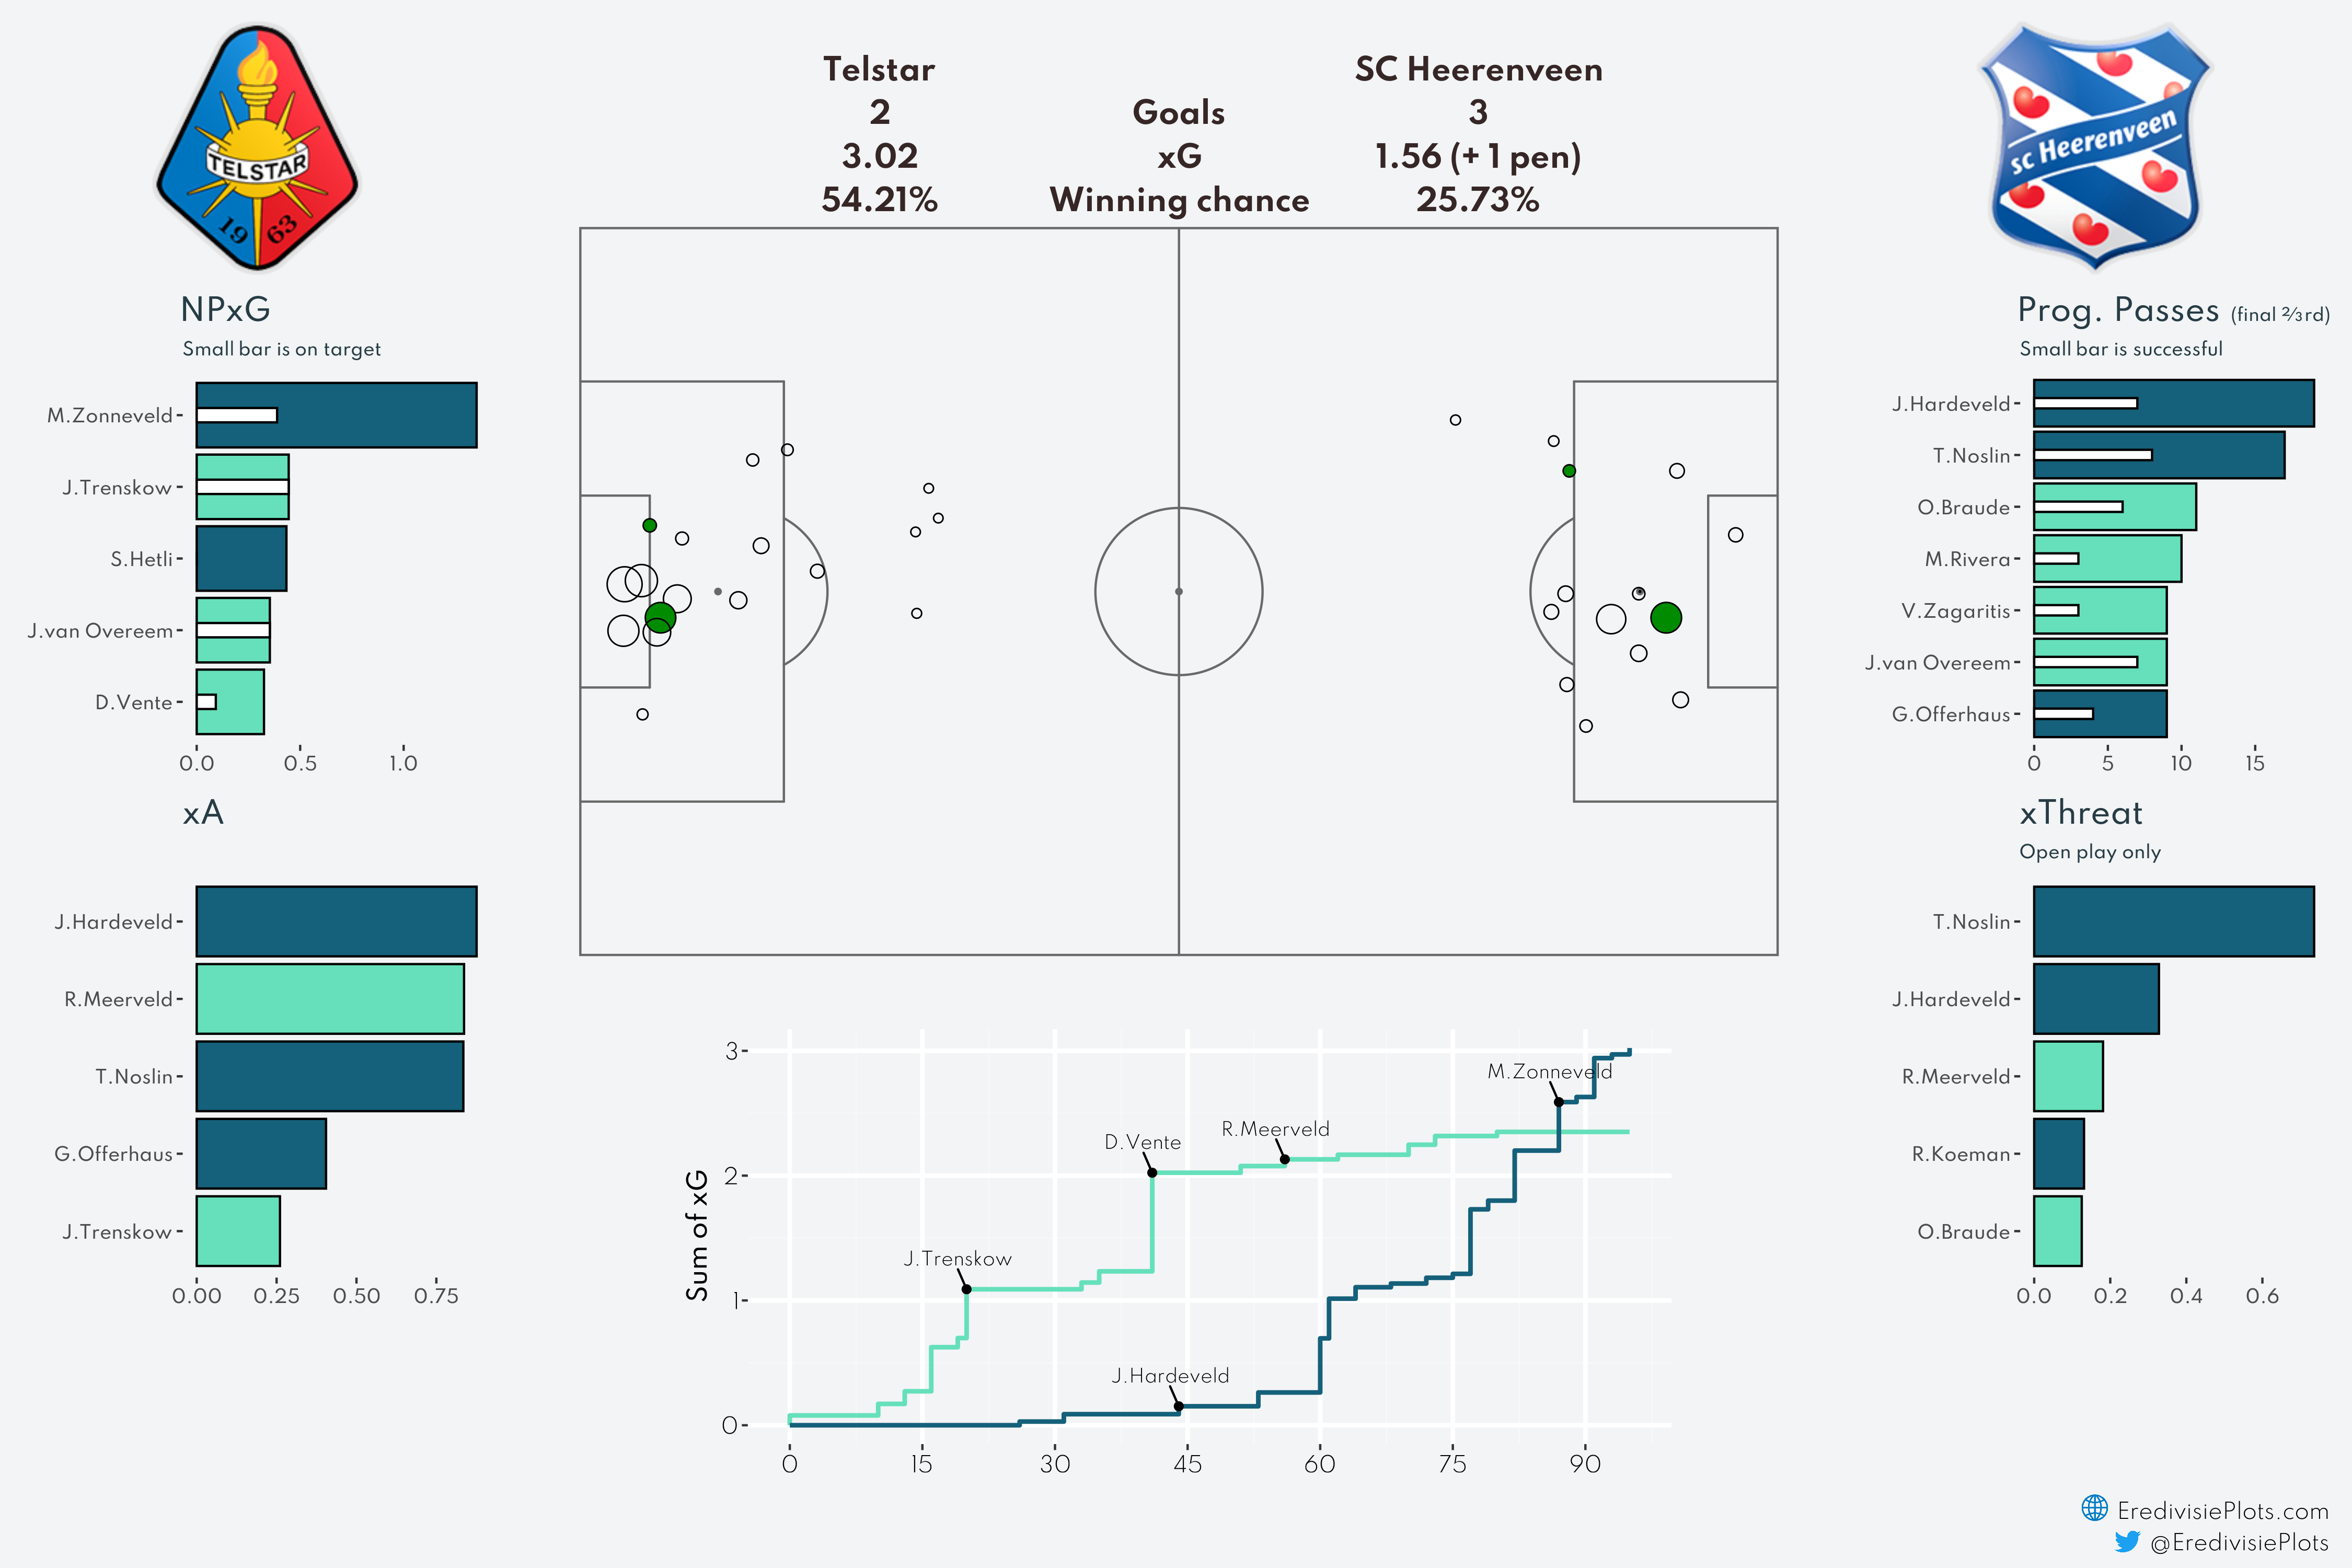 TELSTAR
19 63
Telstar SC Heerenveen
2 Goals 3
3.02 xG 1.56 (+ 1 pen)
54.21% Winning chance 25.73%
sc Heerenveen
NPxG
Small bar is on target
M.Zonneveld
J.Trenskow
S.Hetli
J.van Overeem
D.Vente
0.0 0.5 1.0
xA
J.Hardeveld
R.Meerveld
T.Noslin
G.Offerhaus
J.Trenskow
0.00 0.25 0.50 0.75
Sum of xG
3
2
1
0
J.Trenskow
D.Vente
R.Meerveld
M.Zonneveld
J.Hardeveld
0 15 30 45 60 75 90
Prog. Passes (final ⅔rd)
Small bar is successful
J.Hardeveld
T.Noslin
O.Braude
M.Rivera
V.Zagaritis
J.van Overeem
G.Offerhaus
0 5 10 15
xThreat
Open play only
T.Noslin
J.Hardeveld
R.Meerveld
R.Koeman
O.Braude
0.0 0.2 0.4 0.6
EredivisiePlots.com
@EredivisiePlots